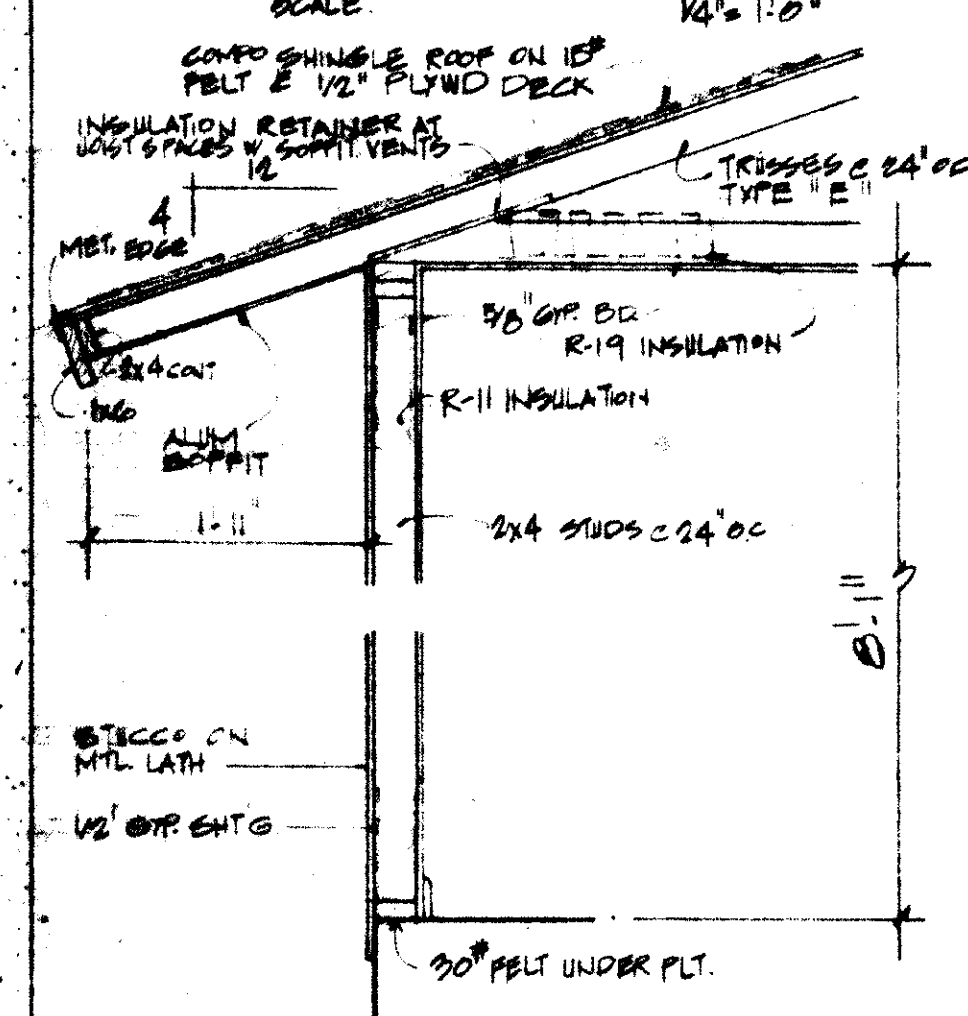 SCALE
1/4" = 1'-0"
COMPO SHINGLE ROOF ON 15#
FELT & 1/2" PLYWD DECK
INSULATION RETAINER AT
JOIST SPACES W/ SOFFIT VENTS
12
4
MET. EDGE
TRUSSES @ 24" OC
TYPE "E"
5/8" GYP. BD.
R-19 INSULATION
2x4 CONT
1x6
R-11 INSULATION
ALUM
SOFFIT
1'-11"
2x4 STUDS @ 24" O.C
8'-1"
STUCCO ON
MTL. LATH
1/2" GYP. SHTG
30# FELT UNDER PLT.